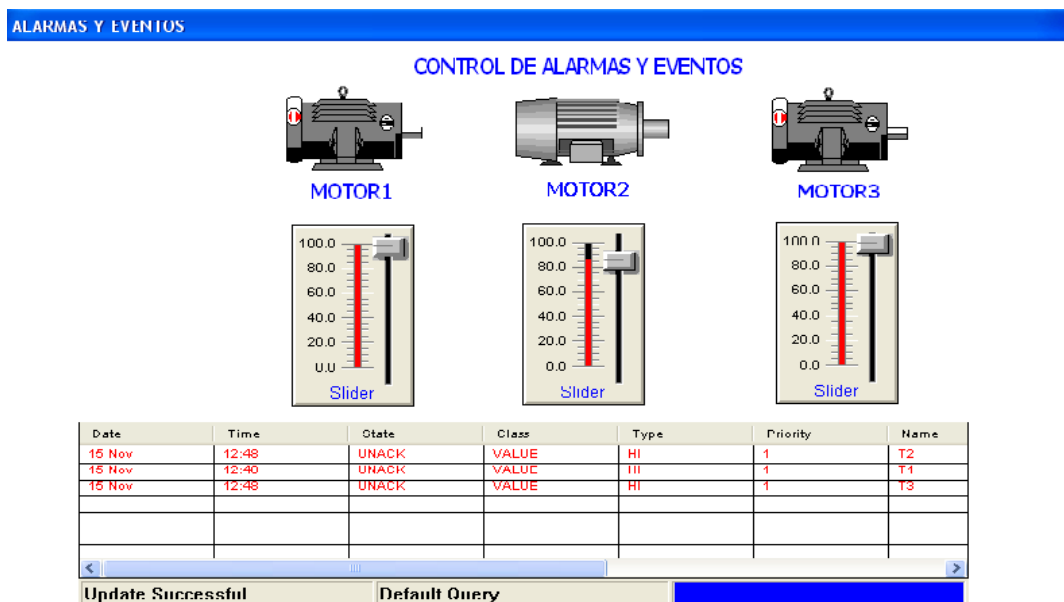 ALARMAS Y EVENTOS
CONTROL DE ALARMAS Y EVENTOS
MOTOR1 MOTOR2 MOTOR3
100.0 100.0 100.0
80.0 80.0 80.0
60.0 60.0 60.0
40.0 40.0 40.0
20.0 20.0 20.0
0.0 0.0 0.0
Slider Slider Slider
Date Time State Class Type Priority Name
15 Nov 12:48 UNACK VALUE HI 1 T2
15 Nov 12:40 UNACK VALUE HI 1 T1
15 Nov 12:48 UNACK VALUE HI 1 T3
Update Successful Default Query